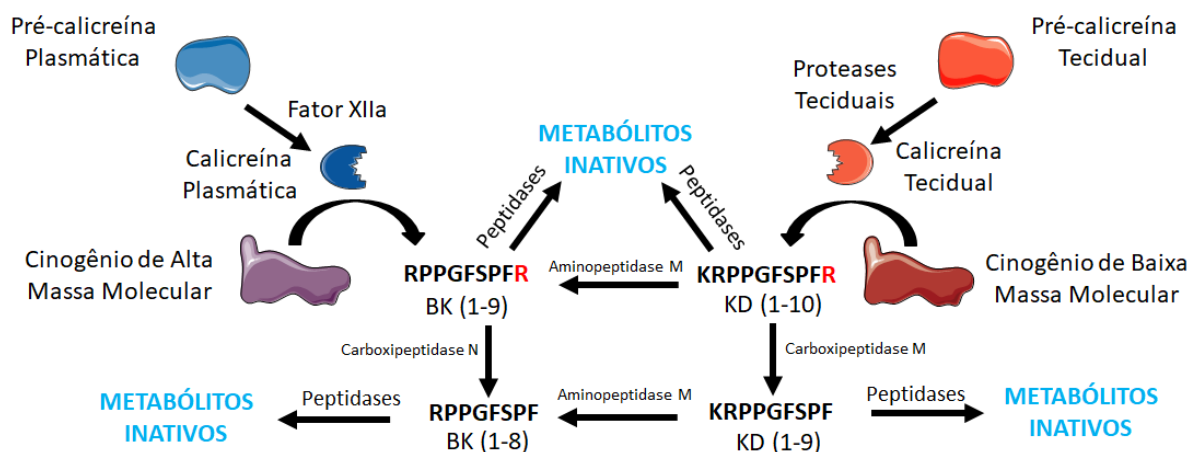 Pré-calicreína
Plasmática
Pré-calicreína
Tecidual
Fator XIIa
Proteases
Teciduais
METABÓLITOS
INATIVOS
Calicreína
Plasmática
Calicreína
Tecidual
Peptidases
Peptidases
Cinogênio de Alta
Massa Molecular
RPPGFSPFR
BK (1-9)
Aminopeptidase M
KRPPGFSPFR
KD (1-10)
Cinogênio de Baixa
Massa Molecular
Carboxipeptidase N
Carboxipeptidase M
METABÓLITOS
INATIVOS
Peptidases
RPPGFSPF
BK (1-8)
Aminopeptidase M
KRPPGFSPF
KD (1-9)
Peptidases
METABÓLITOS
INATIVOS